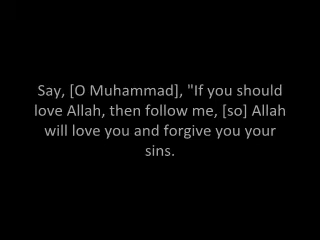 Say, [O Muhammad], "If you should
love Allah, then follow me, [so] Allah
will love you and forgive you your
sins.